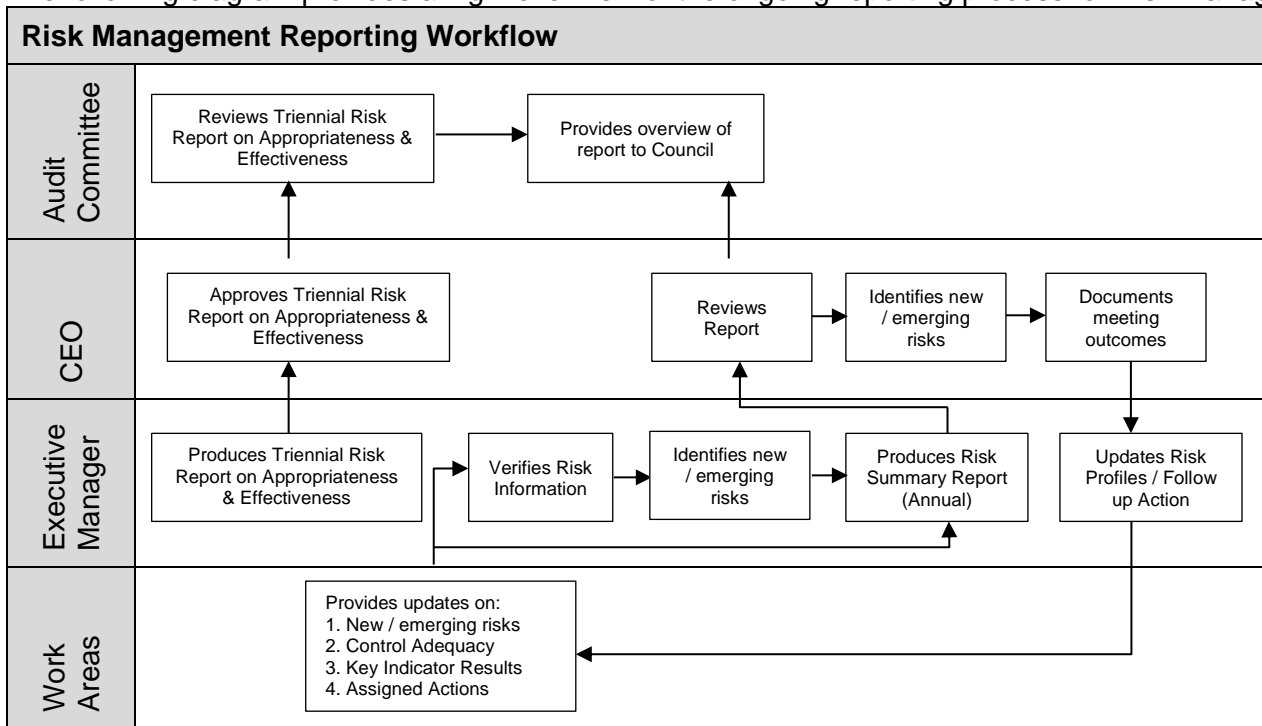 Risk Management Reporting Workflow
Audit
Committee
Reviews Triennial Risk
Report on Appropriateness &
Effectiveness
Provides overview of
report to Council
CEO
Approves Triennial Risk
Report on Appropriateness &
Effectiveness
Reviews
Report
Identifies new
/ emerging
risks
Documents
meeting
outcomes
Executive
Manager
Produces Triennial Risk
Report on Appropriateness
& Effectiveness
Verifies Risk
Information
Identifies new
/ emerging
risks
Produces Risk
Summary Report
(Annual)
Updates Risk
Profiles / Follow
up Action
Work
Areas
Provides updates on:
1. New / emerging risks
2. Control Adequacy
3. Key Indicator Results
4. Assigned Actions